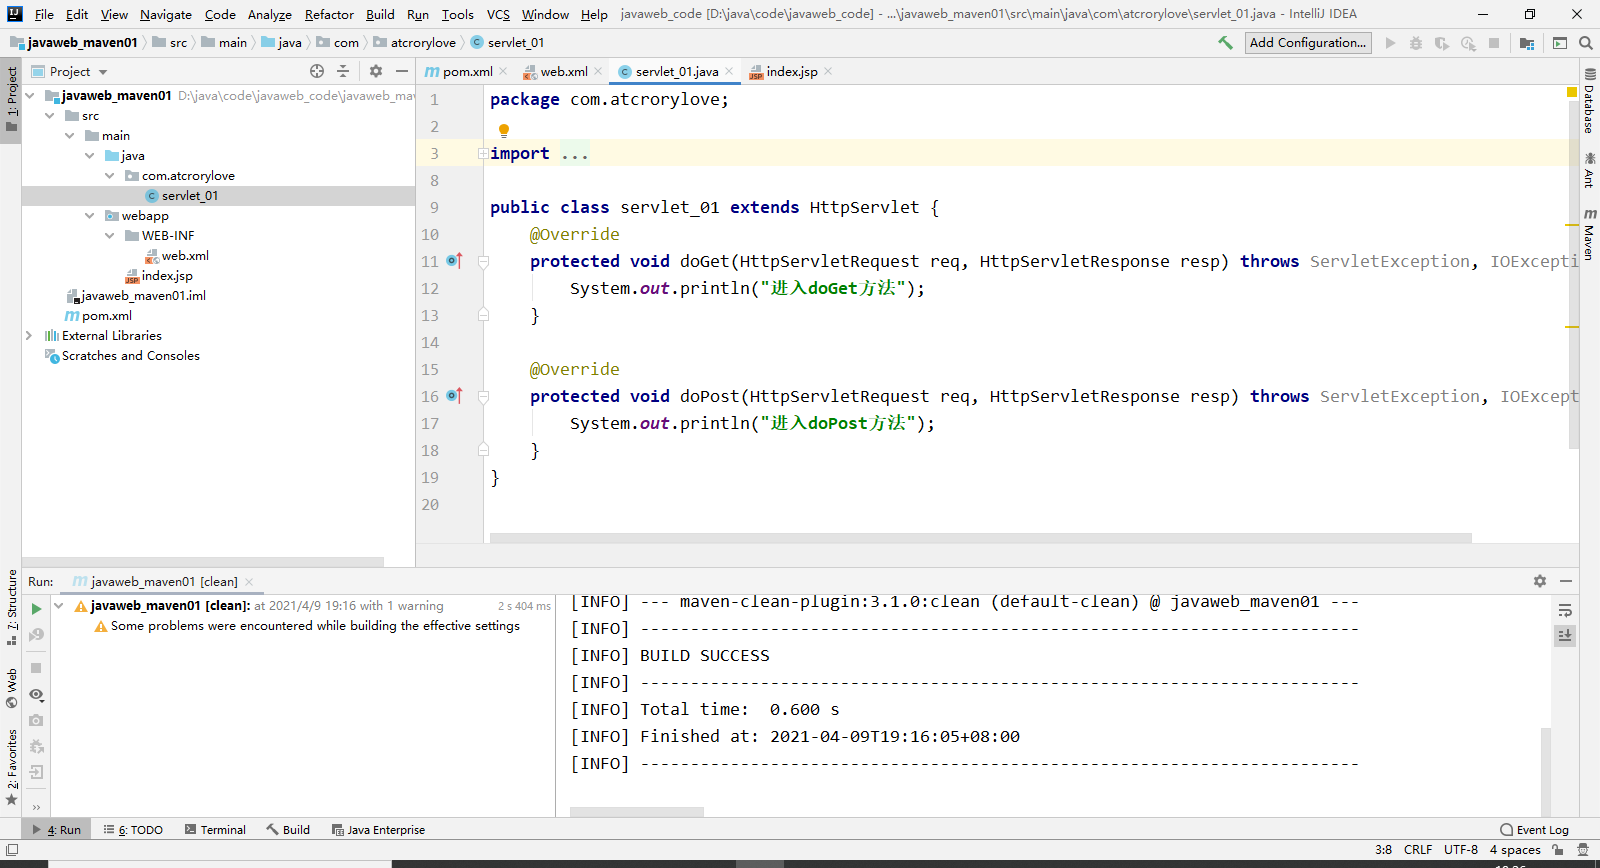 File Edit View Navigate Code Analyze Refactor Build Run Tools VCS Window Help javaweb_code [D:\java\code\javaweb_code] - ...\javaweb_maven01\src\main\java\com\atcrorylove\servlet_01.java - IntelliJ IDEA
javaweb_maven01 src main java com atcrorylove servlet_01 Add Configuration...
1: Project
Project
javaweb_maven01 D:\java\code\javaweb_code\javaweb_ma
src
main
java
com.atcrorylove
servlet_01
webapp
WEB-INF
web.xml
index.jsp
javaweb_maven01.iml
pom.xml
External Libraries
Scratches and Consoles
pom.xml web.xml servlet_01.java index.jsp
1 package com.atcrorylove;
2
3 import ...
8
9 public class servlet_01 extends HttpServlet {
10 @Override
11 protected void doGet(HttpServletRequest req, HttpServletResponse resp) throws ServletException, IOExcepti
12 System.out.println("进入doGet方法");
13 }
14
15 @Override
16 protected void doPost(HttpServletRequest req, HttpServletResponse resp) throws ServletException, IOExcept
17 System.out.println("进入doPost方法");
18 }
19 }
20
Database
Ant
Maven
7: Structure
Web
2: Favorites
Run: javaweb_maven01 [clean]
javaweb_maven01 [clean]: at 2021/4/9 19:16 with 1 warning 2 s 404 ms
Some problems were encountered while building the effective settings
[INFO] --- maven-clean-plugin:3.1.0:clean (default-clean) @ javaweb_maven01 ---
[INFO] ------------------------------------------------------------------------
[INFO] BUILD SUCCESS
[INFO] ------------------------------------------------------------------------
[INFO] Total time:  0.600 s
[INFO] Finished at: 2021-04-09T19:16:05+08:00
[INFO] ------------------------------------------------------------------------
4: Run 6: TODO Terminal Build Java Enterprise Event Log
3:8 CRLF UTF-8 4 spaces